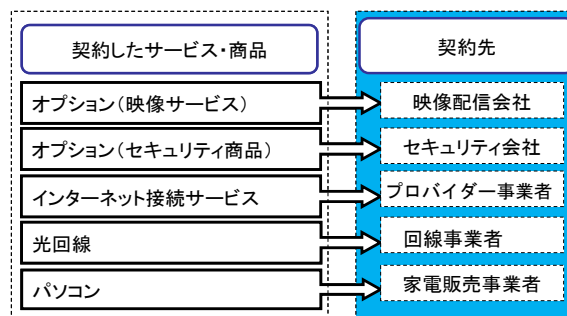 契約したサービス・商品
契約先
オプション(映像サービス)
映像配信会社
オプション(セキュリティ商品)
セキュリティ会社
インターネット接続サービス
プロバイダー事業者
光回線
回線事業者
パソコン
家電販売事業者